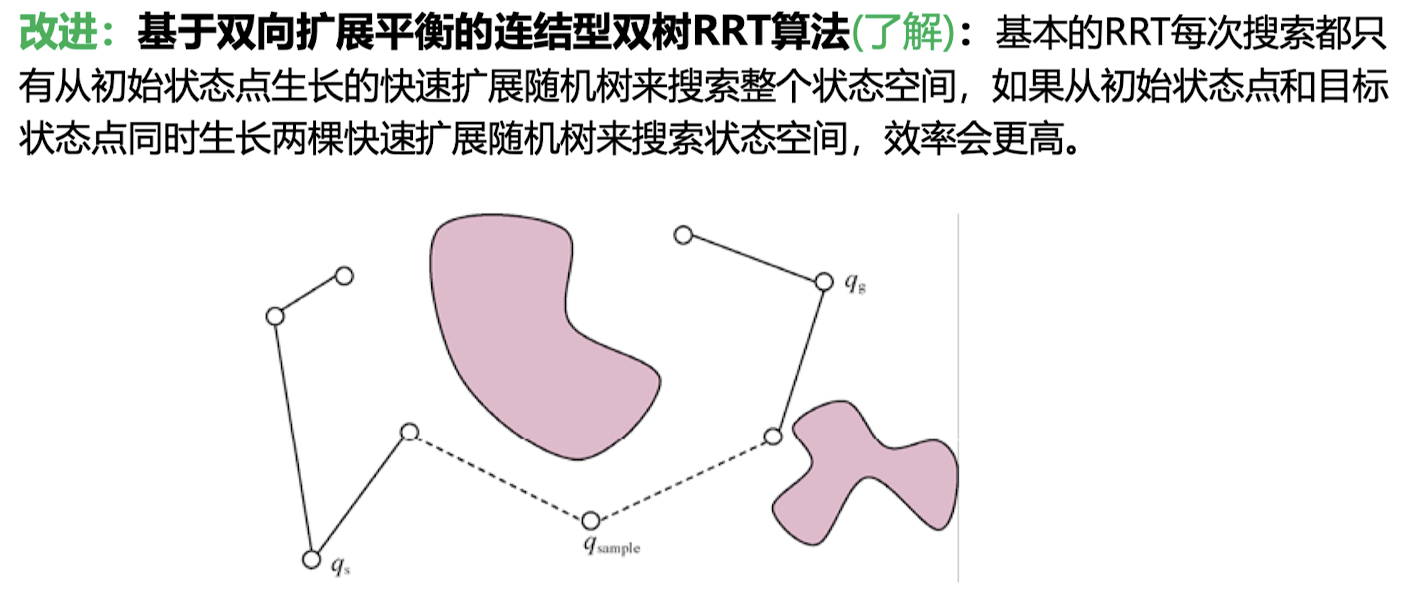 改进：基于双向扩展平衡的连结型双树RRT算法(了解)：基本的RRT每次搜索都只
有从初始状态点生长的快速扩展随机树来搜索整个状态空间，如果从初始状态点和目标
状态点同时生长两棵快速扩展随机树来搜索状态空间，效率会更高。
qg
qsample
qs